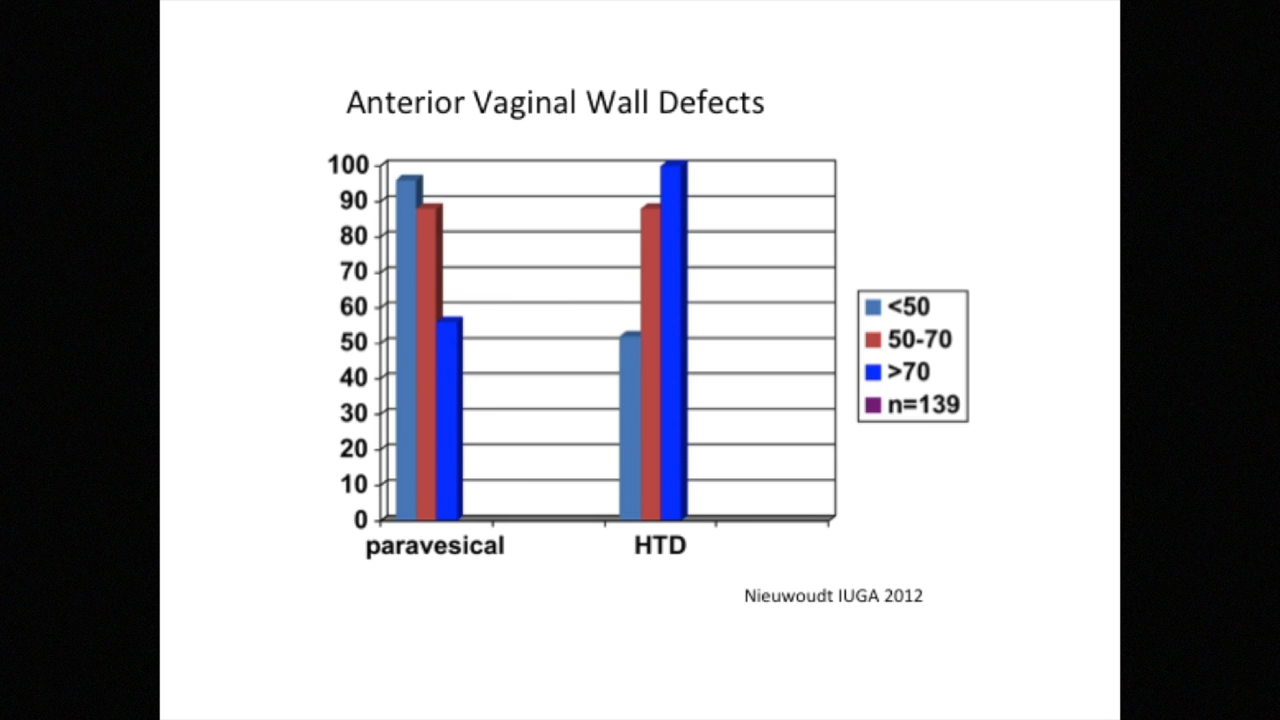 Anterior Vaginal Wall Defects
100
90
80
70
60
50
40
30
20
10
0
paravesical
HTD
<50
50-70
>70
n=139
Nieuwoudt IUGA 2012